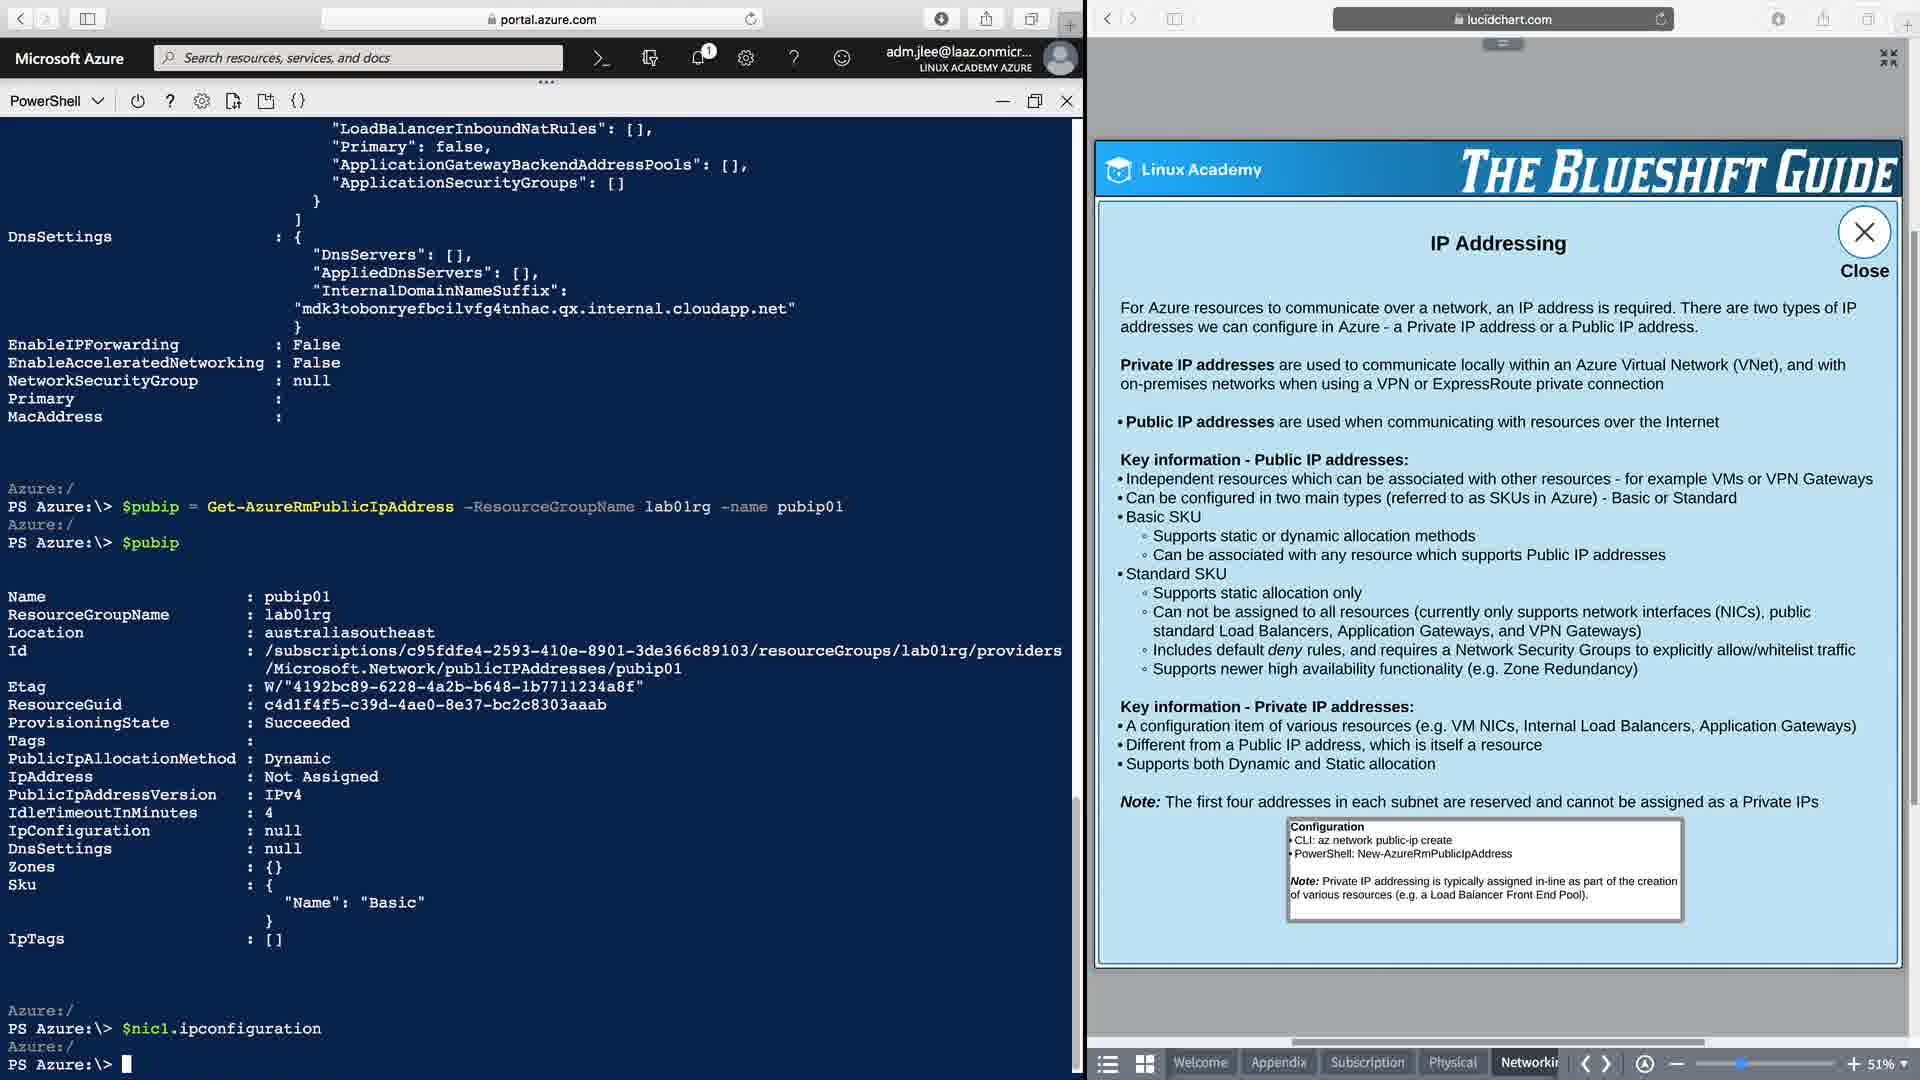 portal.azure.com
Microsoft Azure
Search resources, services, and docs
1
adm.jlee@laaz.onmicr...
LINUX ACADEMY AZURE
PowerShell
"LoadBalancerInboundNatRules": [],
"Primary": false,
"ApplicationGatewayBackendAddressPools": [],
"ApplicationSecurityGroups": []
}
]
DnsSettings : {
"DnsServers": [],
"AppliedDnsServers": [],
"InternalDomainNameSuffix":
"mdk3tobonryefbcilvfg4tnhac.qx.internal.cloudapp.net"
}
EnableIPForwarding : False
EnableAcceleratedNetworking : False
NetworkSecurityGroup : null
Primary :
MacAddress :
Azure:/
PS Azure:\> $pubip = Get-AzureRmPublicIpAddress -ResourceGroupName lab01rg -name pubip01
Azure:/
PS Azure:\> $pubip
Name : pubip01
ResourceGroupName : lab01rg
Location : australiasoutheast
Id : /subscriptions/c95fdfe4-2593-410e-8901-3de366c89103/resourceGroups/lab01rg/providers
/Microsoft.Network/publicIPAddresses/pubip01
Etag : W/"4192bc89-6228-4a2b-b648-1b7711234a8f"
ResourceGuid : c4d1f4f5-c39d-4ae0-8e37-bc2c8303aaab
ProvisioningState : Succeeded
Tags :
PublicIpAllocationMethod : Dynamic
IpAddress : Not Assigned
PublicIpAddressVersion : IPv4
IdleTimeoutInMinutes : 4
IpConfiguration : null
DnsSettings : null
Zones : {}
Sku : {
"Name": "Basic"
}
IpTags : []
Azure:/
PS Azure:\> $nic1.ipconfiguration
Azure:/
PS Azure:\>
lucidchart.com
Linux Academy
THE BLUESHIFT GUIDE
IP Addressing
Close
For Azure resources to communicate over a network, an IP address is required. There are two types of IP
addresses we can configure in Azure - a Private IP address or a Public IP address.
Private IP addresses are used to communicate locally within an Azure Virtual Network (VNet), and with
on-premises networks when using a VPN or ExpressRoute private connection
• Public IP addresses are used when communicating with resources over the Internet
Key information - Public IP addresses:
• Independent resources which can be associated with other resources - for example VMs or VPN Gateways
• Can be configured in two main types (referred to as SKUs in Azure) - Basic or Standard
• Basic SKU
◦ Supports static or dynamic allocation methods
◦ Can be associated with any resource which supports Public IP addresses
• Standard SKU
◦ Supports static allocation only
◦ Can not be assigned to all resources (currently only supports network interfaces (NICs), public
standard Load Balancers, Application Gateways, and VPN Gateways)
◦ Includes default deny rules, and requires a Network Security Groups to explicitly allow/whitelist traffic
◦ Supports newer high availability functionality (e.g. Zone Redundancy)
Key information - Private IP addresses:
• A configuration item of various resources (e.g. VM NICs, Internal Load Balancers, Application Gateways)
• Different from a Public IP address, which is itself a resource
• Supports both Dynamic and Static allocation
Note: The first four addresses in each subnet are reserved and cannot be assigned as a Private IPs
Configuration
• CLI: az network public-ip create
• PowerShell: New-AzureRmPublicIpAddress
Note: Private IP addressing is typically assigned in-line as part of the creation
of various resources (e.g. a Load Balancer Front End Pool).
Welcome Appendix Subscription Physical Networkin
51%